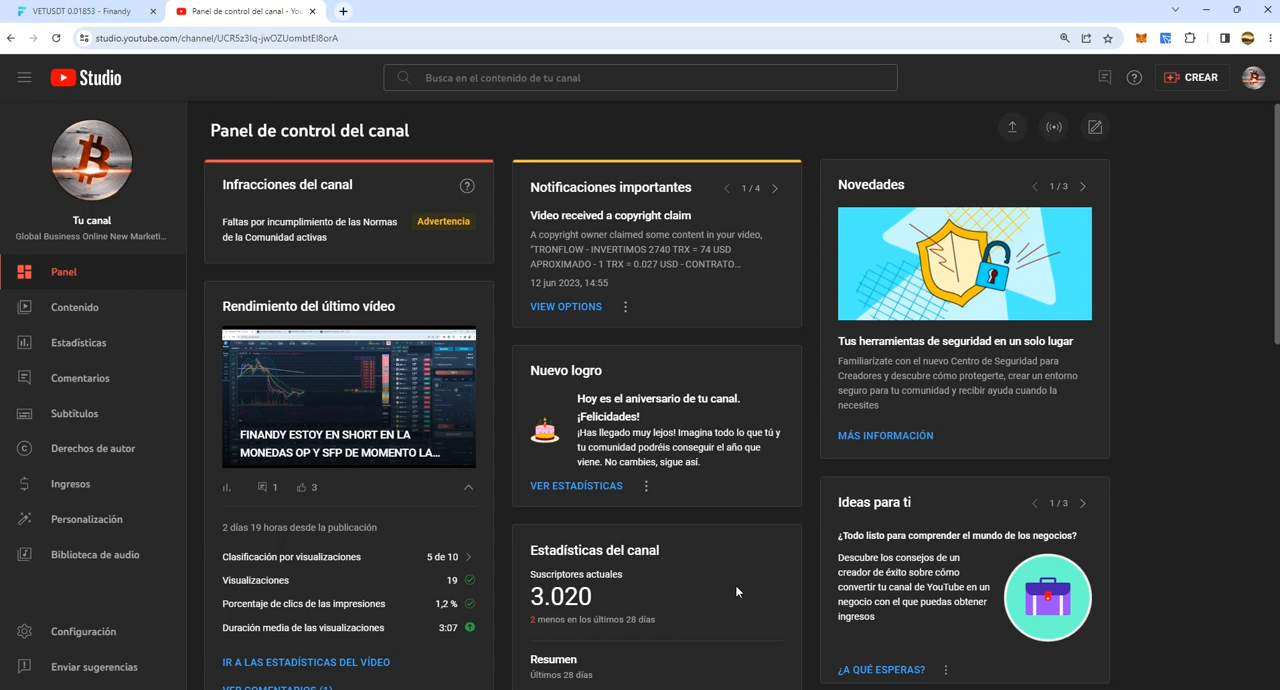 VETUSDT 0.01853 - Finandy
Panel de control del canal - You
studio.youtube.com/channel/UCR5z3Iq-jwOZUombtEI8orA
Studio
Busca en el contenido de tu canal
CREAR
Tu canal
Global Business Online New Marketi...
Panel
Contenido
Estadísticas
Comentarios
Subtítulos
Derechos de autor
Ingresos
Personalización
Biblioteca de audio
Configuración
Enviar sugerencias
Panel de control del canal
Infracciones del canal
Faltas por incumplimiento de las Normas
de la Comunidad activas
Advertencia
Rendimiento del último vídeo
FINANDY ESTOY EN SHORT EN LA
MONEDAS OP Y SFP DE MOMENTO LA...
1
3
2 días 19 horas desde la publicación
Clasificación por visualizaciones 5 de 10
Visualizaciones 19
Porcentaje de clics de las impresiones 1,2 %
Duración media de las visualizaciones 3:07
IR A LAS ESTADÍSTICAS DEL VÍDEO
VER COMENTARIOS (1)
Notificaciones importantes
1 / 4
Video received a copyright claim
A copyright owner claimed some content in your video,
"TRONFLOW - INVERTIMOS 2740 TRX = 74 USD
APROXIMADO - 1 TRX = 0.027 USD - CONTRATO...
12 jun 2023, 14:55
VIEW OPTIONS
Nuevo logro
Hoy es el aniversario de tu canal.
¡Felicidades!
¡Has llegado muy lejos! Imagina todo lo que tú y
tu comunidad podréis conseguir el año que
viene. No cambies, sigue así.
VER ESTADÍSTICAS
Estadísticas del canal
Suscriptores actuales
3.020
2 menos en los últimos 28 días
Resumen
Últimos 28 días
Novedades
1 / 3
Tus herramientas de seguridad en un solo lugar
Familiarízate con el nuevo Centro de Seguridad para
Creadores y descubre cómo protegerte, crear un entorno
seguro para tu comunidad y recibir ayuda cuando la
necesites
MÁS INFORMACIÓN
Ideas para ti
1 / 3
¿Todo listo para comprender el mundo de los negocios?
Descubre los consejos de un
creador de éxito sobre cómo
convertir tu canal de YouTube en un
negocio con el que puedas obtener
ingresos
¿A QUÉ ESPERAS?